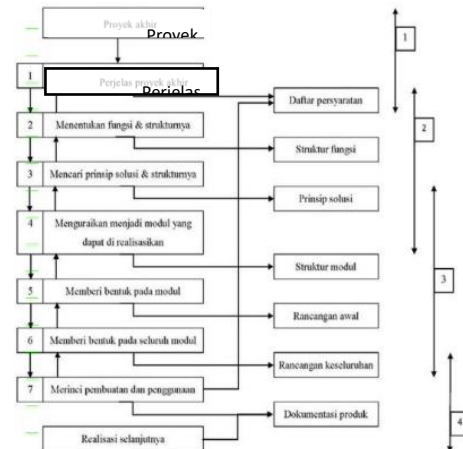 Proyek akhir
Proyek
1
1
Perjelas proyek akhir
Perjelas
Daftar persyaratan
2
Menentukan fungsi & strukturnya
2
Struktur fungsi
3
Mencari prinsip solusi & strukturnya
Prinsip solusi
4
Menguraikan menjadi modul yang
dapat di realisasikan
Struktur modul
3
5
Memberi bentuk pada modul
Rancangan awal
6
Memberi bentuk pada seluruh modul
Rancangan keseluruhan
7
Merinci pembuatan dan penggunaan
Dokumentasi produk
4
Realisasi selanjutnya